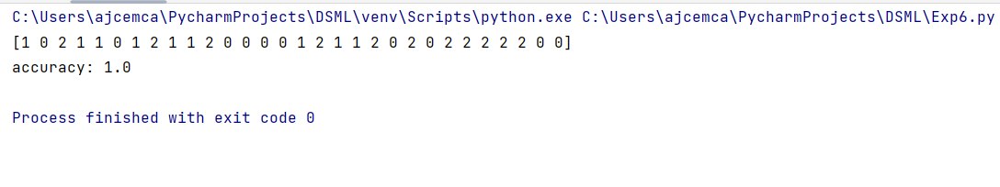 C:\Users\ajcemca\PycharmProjects\DSML\venv\Scripts\python.exe C:\Users\ajcemca\PycharmProjects\DSML\Exp6.py
[1 0 2 1 1 0 1 2 1 1 2 0 0 0 0 1 2 1 1 2 0 2 0 2 2 2 2 2 0 0]
accuracy: 1.0
Process finished with exit code 0